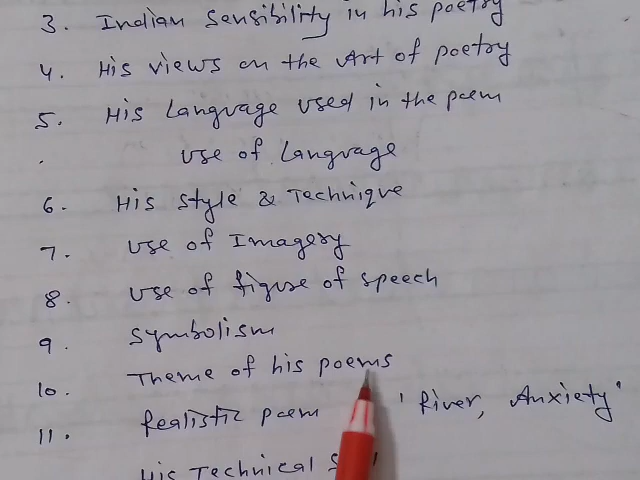 3. Indian Sensibility in his poetry
4. His views on the Art of poetry
5. His Language used in the poem
. use of Language
6. His style & Technique
7. Use of Imagery
8. Use of figure of speech
9. Symbolism
10. Theme of his poems
11. Realistic poem 'River, Anxiety'
His Technical